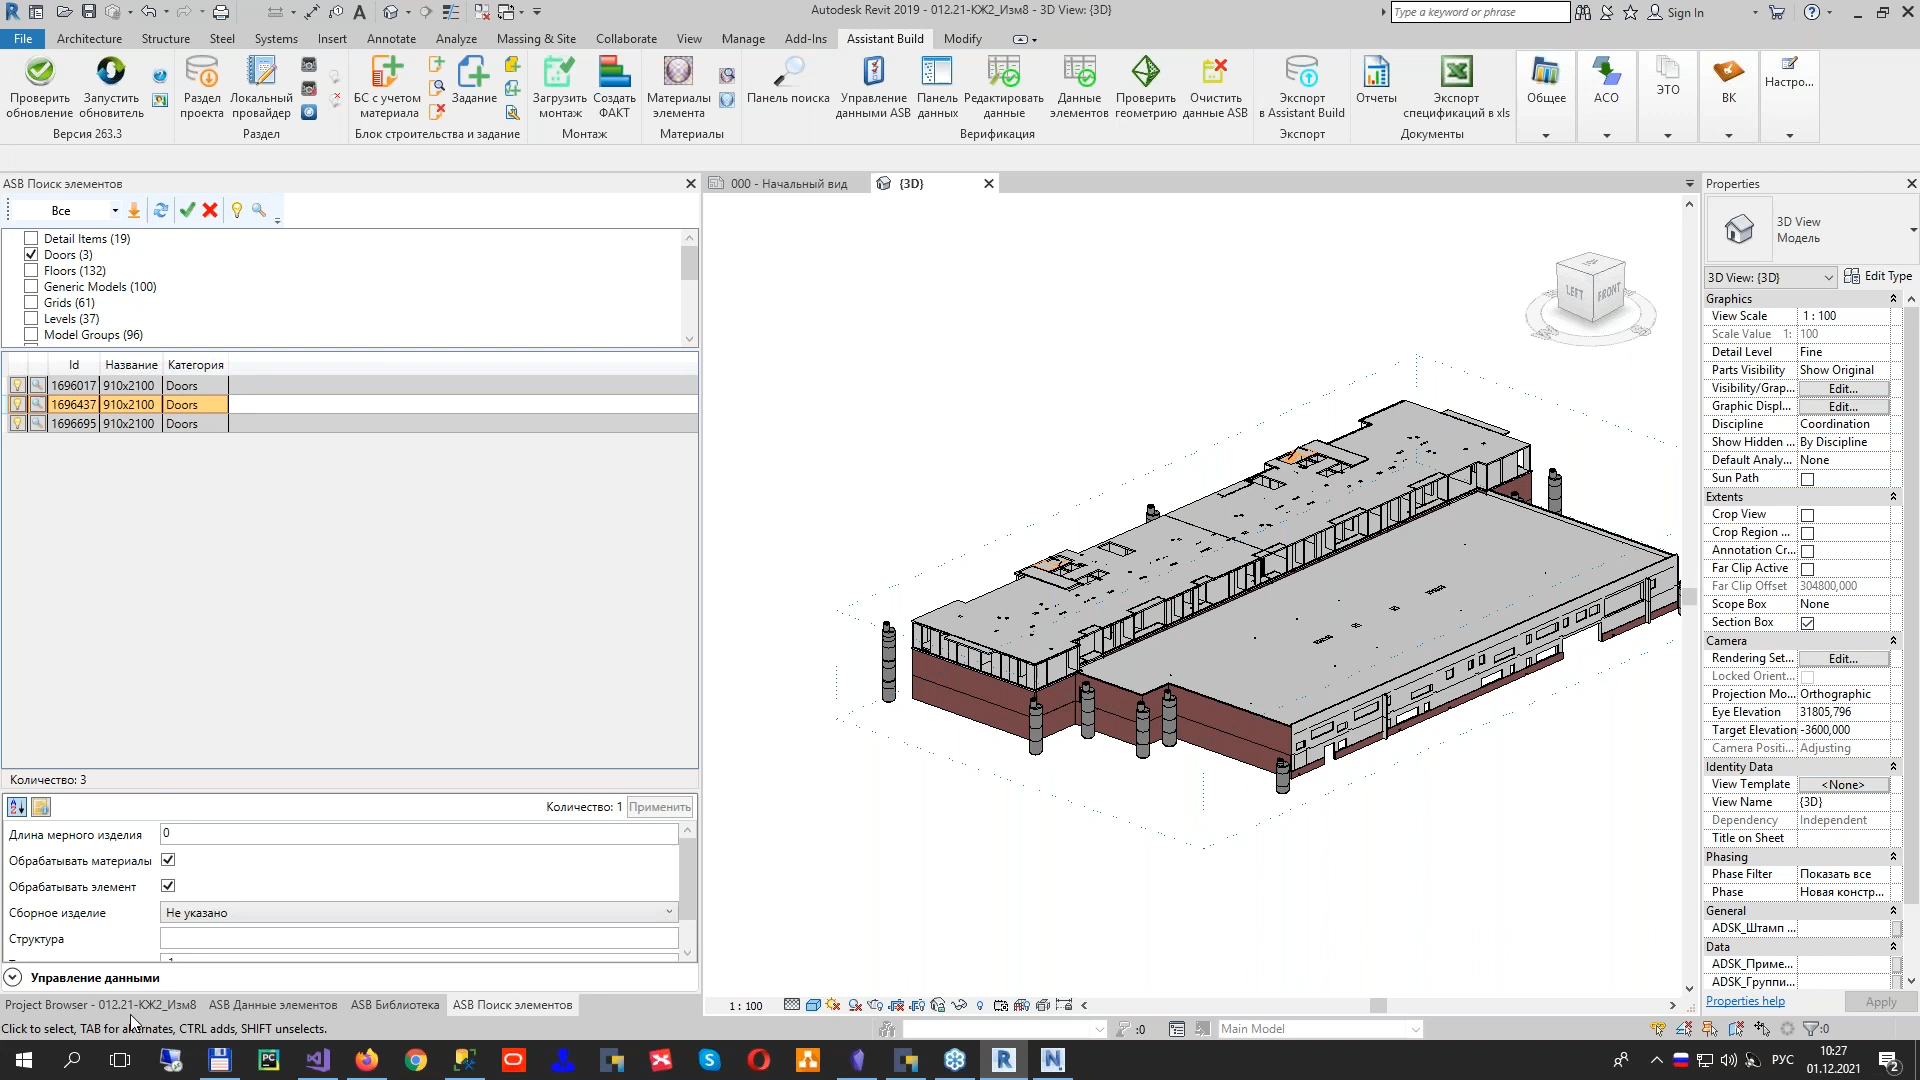 Autodesk Revit 2019 - 012.21-КЖ2_Изм8 - 3D View: {3D}
Type a keyword or phrase
Sign In
File Architecture Structure Steel Systems Insert Annotate Analyze Massing & Site Collaborate View Manage Add-Ins Assistant Build Modify
Проверить обновление
Запустить обновитель
Версия 263.3
Раздел проекта
Локальный провайдер
Раздел
БС с учетом материала
Задание
Блок строительства и задание
Загрузить монтаж
Создать ФАКТ
Монтаж
Материалы элемента
Материалы
Панель поиска
Управление данными ASB
Панель данных
Редактировать данные
Данные элементов
Проверить геометрию
Очистить данные ASB
Верификация
Экспорт в Assistant Build
Экспорт
Отчеты
Экспорт спецификаций в xls
Документы
Общее
АСО
ЭТО
ВК
Настро...
ASB Поиск элементов
000 - Начальный вид
{3D}
Properties
Все
Detail Items (19)
Doors (3)
Floors (132)
Generic Models (100)
Grids (61)
Levels (37)
Model Groups (96)
Id Название Категория
1696017 910x2100 Doors
1696437 910x2100 Doors
1696695 910x2100 Doors
Количество: 3
Количество: 1 Применить
Длина мерного изделия 0
Обрабатывать материалы
Обрабатывать элемент
Сборное изделие Не указано
Структура
Управление данными
Project Browser - 012.21-КЖ2_Изм8 ASB Данные элементов ASB Библиотека ASB Поиск элементов
LEFT FRONT
3D View
Модель
3D View: {3D} Edit Type
Graphics
View Scale 1 : 100
Scale Value 1: 100
Detail Level Fine
Parts Visibility Show Original
Visibility/Grap... Edit...
Graphic Displ... Edit...
Discipline Coordination
Show Hidden ... By Discipline
Default Analy... None
Sun Path
Extents
Crop View
Crop Region ...
Annotation Cr...
Far Clip Active
Far Clip Offset 304800,000
Scope Box None
Section Box
Camera
Rendering Set... Edit...
Locked Orient...
Projection Mo... Orthographic
Eye Elevation 31805,796
Target Elevation -3600,000
Camera Positi... Adjusting
Identity Data
View Template <None>
View Name {3D}
Dependency Independent
Title on Sheet
Phasing
Phase Filter Показать все
Phase Новая констр...
General
ADSK_Штамп ...
Data
ADSK_Приме...
ADSK_Группи...
Properties help Apply
1 : 100
Click to select, TAB for alternates, CTRL adds, SHIFT unselects.
:0
Main Model
:0
РУС
10:27
01.12.2021
2